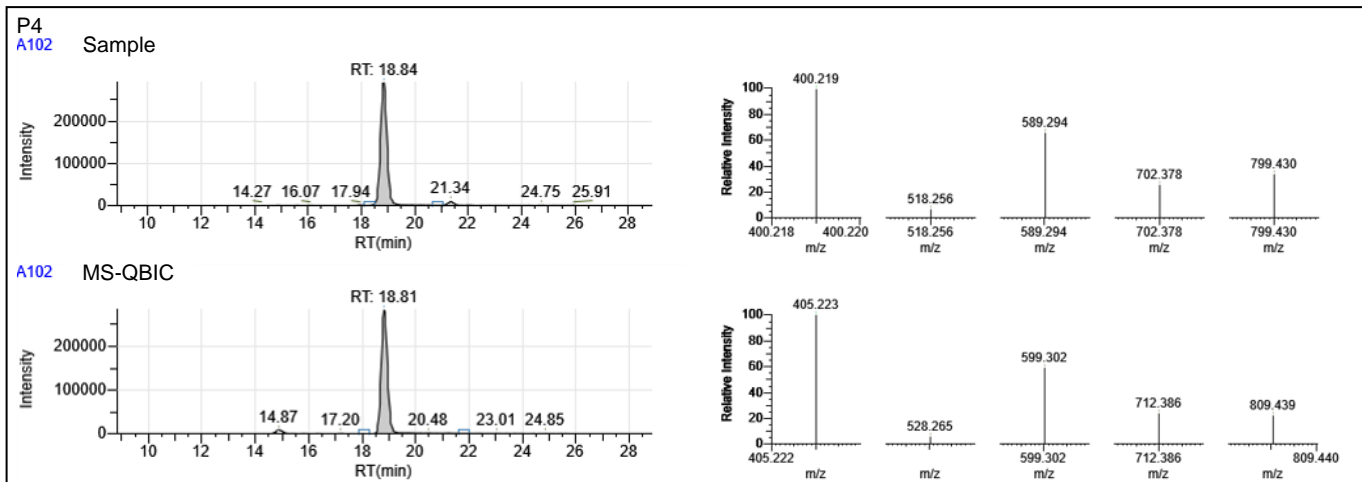 P4
A102 Sample
RT: 18.84
Intensity
200000
100000
0
14.27 16.07 17.94 21.34 24.75 25.91
10 12 14 16 18 20 22 24 26 28
RT(min)
Relative Intensity
100
80
60
40
20
0
400.219
518.256
589.294
702.378
799.430
400.218 400.220 518.256 589.294 702.378 799.430
m/z m/z m/z m/z m/z
A102 MS-QBIC
RT: 18.81
Intensity
200000
100000
0
14.87 17.20 20.48 23.01 24.85
10 12 14 16 18 20 22 24 26 28
RT(min)
Relative Intensity
100
80
60
40
20
0
405.223
528.265
599.302
712.386
809.439
405.222 599.302 712.386 809.440
m/z m/z m/z m/z m/z